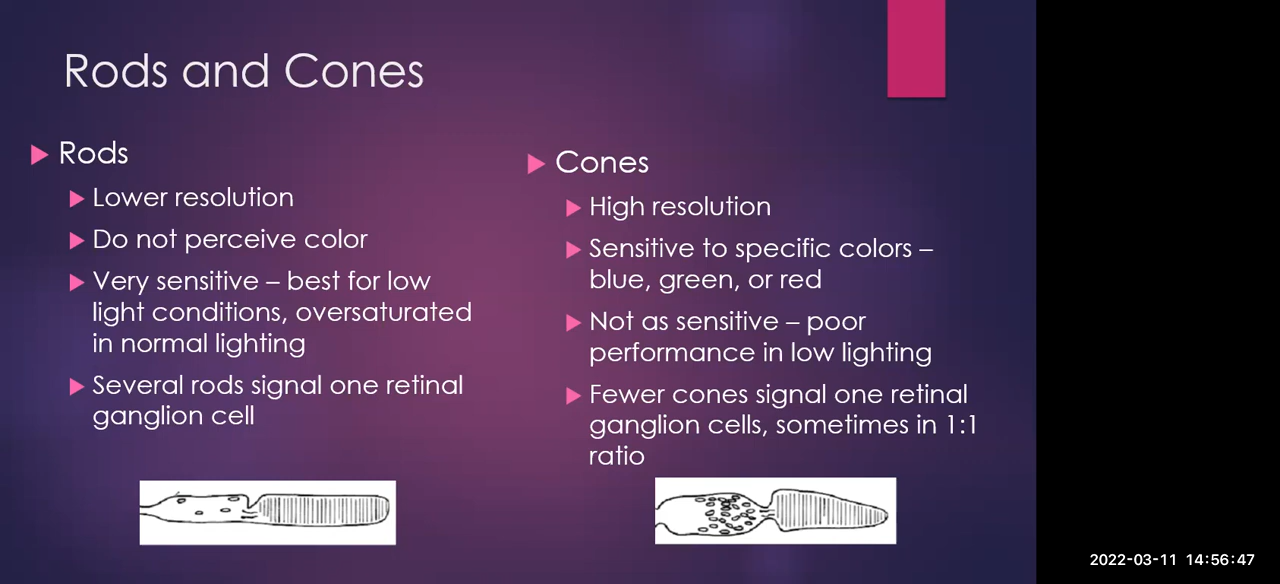 Rods and Cones
Rods
Lower resolution
Do not perceive color
Very sensitive – best for low
light conditions, oversaturated
in normal lighting
Several rods signal one retinal
ganglion cell
Cones
High resolution
Sensitive to specific colors –
blue, green, or red
Not as sensitive – poor
performance in low lighting
Fewer cones signal one retinal
ganglion cells, sometimes in 1:1
ratio
2022-03-11 14:56:47